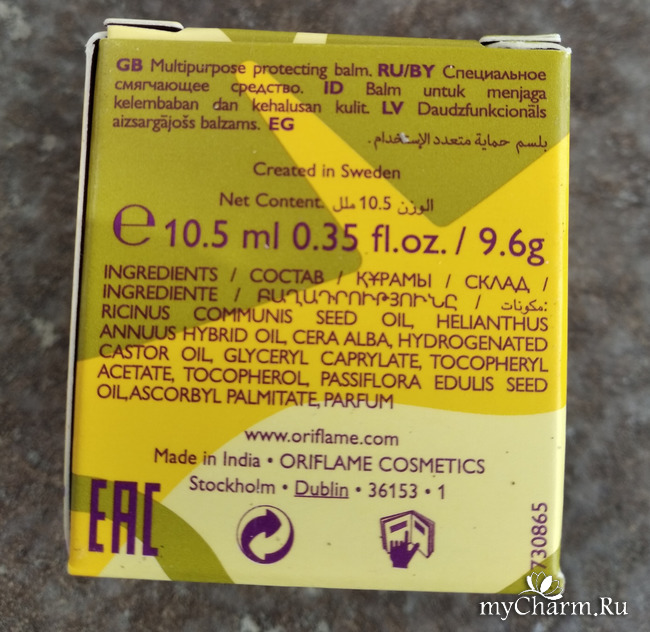 GB Multipurpose protecting balm. RU/BY Специальное
смягчающее средство. ID Balm untuk menjaga
kelembaban dan kehalusan kulit. LV Daudzfunkcionāls
aizsargājošs balzams. EG
بلسم حماية متعدد الإستخدام.
Created in Sweden
Net Content. الوزن 10.5 ملل
e 10.5 ml 0.35 fl.oz. / 9.6g
INGREDIENTS / СОСТАВ / ҚҰРАМЫ / СКЛАД /
INGREDIENTE / ԲԱՂԱԴՐՈՒԹՅՈՒՆԸ / مكونات:
RICINUS COMMUNIS SEED OIL, HELIANTHUS
ANNUUS HYBRID OIL, CERA ALBA, HYDROGENATED
CASTOR OIL, GLYCERYL CAPRYLATE, TOCOPHERYL
ACETATE, TOCOPHEROL, PASSIFLORA EDULIS SEED
OIL,ASCORBYL PALMITATE, PARFUM
www.oriflame.com
Made in India • ORIFLAME COSMETICS
Stockholm • Dublin • 36153 • 1
EAC
730865
myCharm.Ru